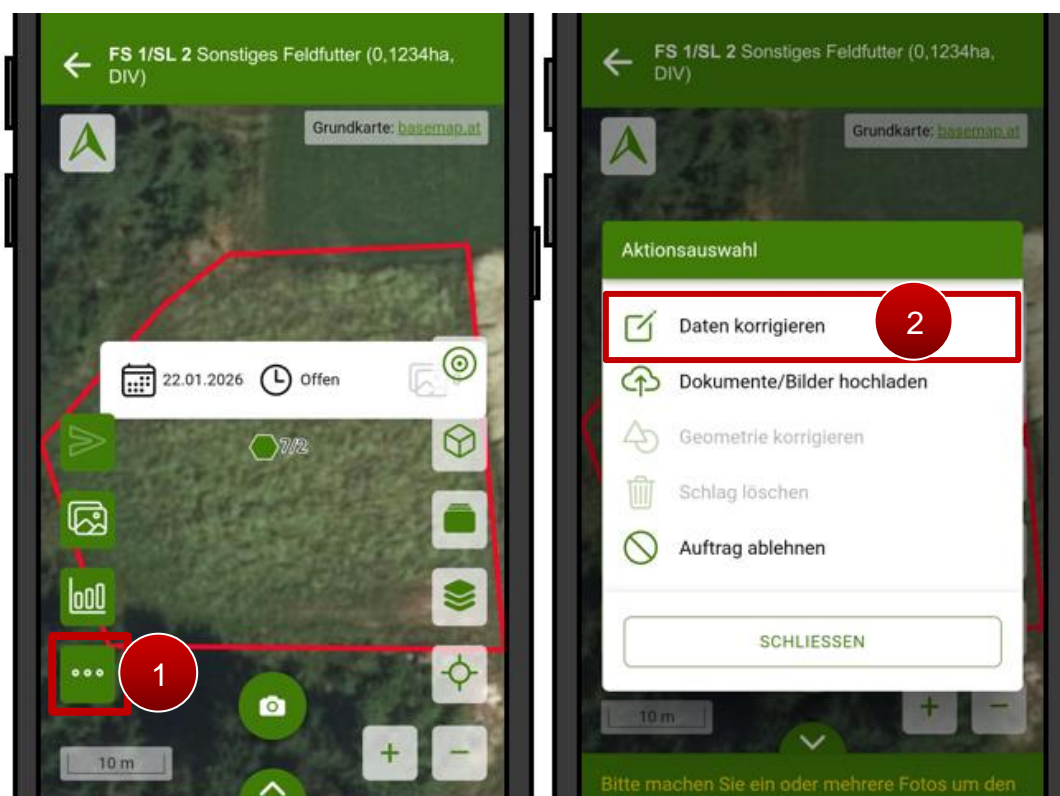 FS 1/SL 2 Sonstiges Feldfutter (0,1234ha,
DIV)
Grundkarte: basemap.at
22.01.2026
Offen
7/2
1
10 m
+
−
FS 1/SL 2 Sonstiges Feldfutter (0,1234ha,
DIV)
Grundkarte: basemap.at
Aktionsauswahl
Daten korrigieren
2
Dokumente/Bilder hochladen
Geometrie korrigieren
Schlag löschen
Auftrag ablehnen
SCHLIESSEN
10 m
+
−
Bitte machen Sie ein oder mehrere Fotos um den